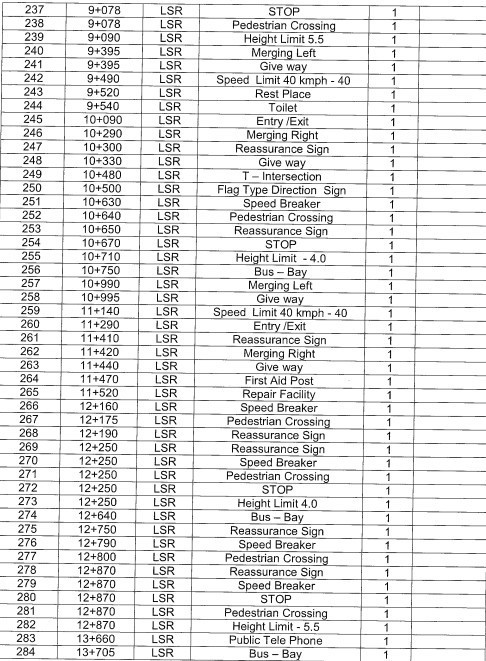 237 9+078 LSR STOP 1
238 9+078 LSR Pedestrian Crossing 1
239 9+090 LSR Height Limit 5.5 1
240 9+395 LSR Merging Left 1
241 9+395 LSR Give way 1
242 9+490 LSR Speed Limit 40 kmph - 40 1
243 9+520 LSR Rest Place 1
244 9+540 LSR Toilet 1
245 10+090 LSR Entry /Exit 1
246 10+290 LSR Merging Right 1
247 10+300 LSR Reassurance Sign 1
248 10+330 LSR Give way 1
249 10+480 LSR T – Intersection 1
250 10+500 LSR Flag Type Direction Sign 1
251 10+630 LSR Speed Breaker 1
252 10+640 LSR Pedestrian Crossing 1
253 10+650 LSR Reassurance Sign 1
254 10+670 LSR STOP 1
255 10+710 LSR Height Limit - 4.0 1
256 10+750 LSR Bus – Bay 1
257 10+990 LSR Merging Left 1
258 10+995 LSR Give way 1
259 11+140 LSR Speed Limit 40 kmph - 40 1
260 11+290 LSR Entry /Exit 1
261 11+410 LSR Reassurance Sign 1
262 11+420 LSR Merging Right 1
263 11+440 LSR Give way 1
264 11+470 LSR First Aid Post 1
265 11+520 LSR Repair Facility 1
266 12+160 LSR Speed Breaker 1
267 12+175 LSR Pedestrian Crossing 1
268 12+190 LSR Reassurance Sign 1
269 12+250 LSR Reassurance Sign 1
270 12+250 LSR Speed Breaker 1
271 12+250 LSR Pedestrian Crossing 1
272 12+250 LSR STOP 1
273 12+250 LSR Height Limit 4.0 1
274 12+640 LSR Bus – Bay 1
275 12+750 LSR Reassurance Sign 1
276 12+790 LSR Speed Breaker 1
277 12+800 LSR Pedestrian Crossing 1
278 12+870 LSR Reassurance Sign 1
279 12+870 LSR Speed Breaker 1
280 12+870 LSR STOP 1
281 12+870 LSR Pedestrian Crossing 1
282 12+870 LSR Height Limit - 5.5 1
283 13+660 LSR Public Tele Phone 1
284 13+705 LSR Bus – Bay 1